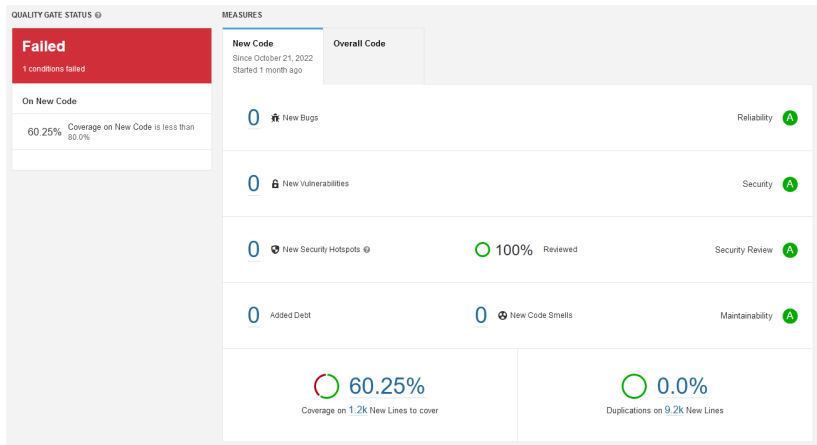 QUALITY GATE STATUS
Failed
1 conditions failed
On New Code
60.25% Coverage on New Code is less than
80.0%
MEASURES
New Code
Since October 21, 2022
Started 1 month ago
Overall Code
0 New Bugs
Reliability A
0 New Vulnerabilities
Security A
0 New Security Hotspots
100% Reviewed
Security Review A
0 Added Debt
0 New Code Smells
Maintainability A
60.25%
Coverage on 1.2k New Lines to cover
0.0%
Duplications on 9.2k New Lines